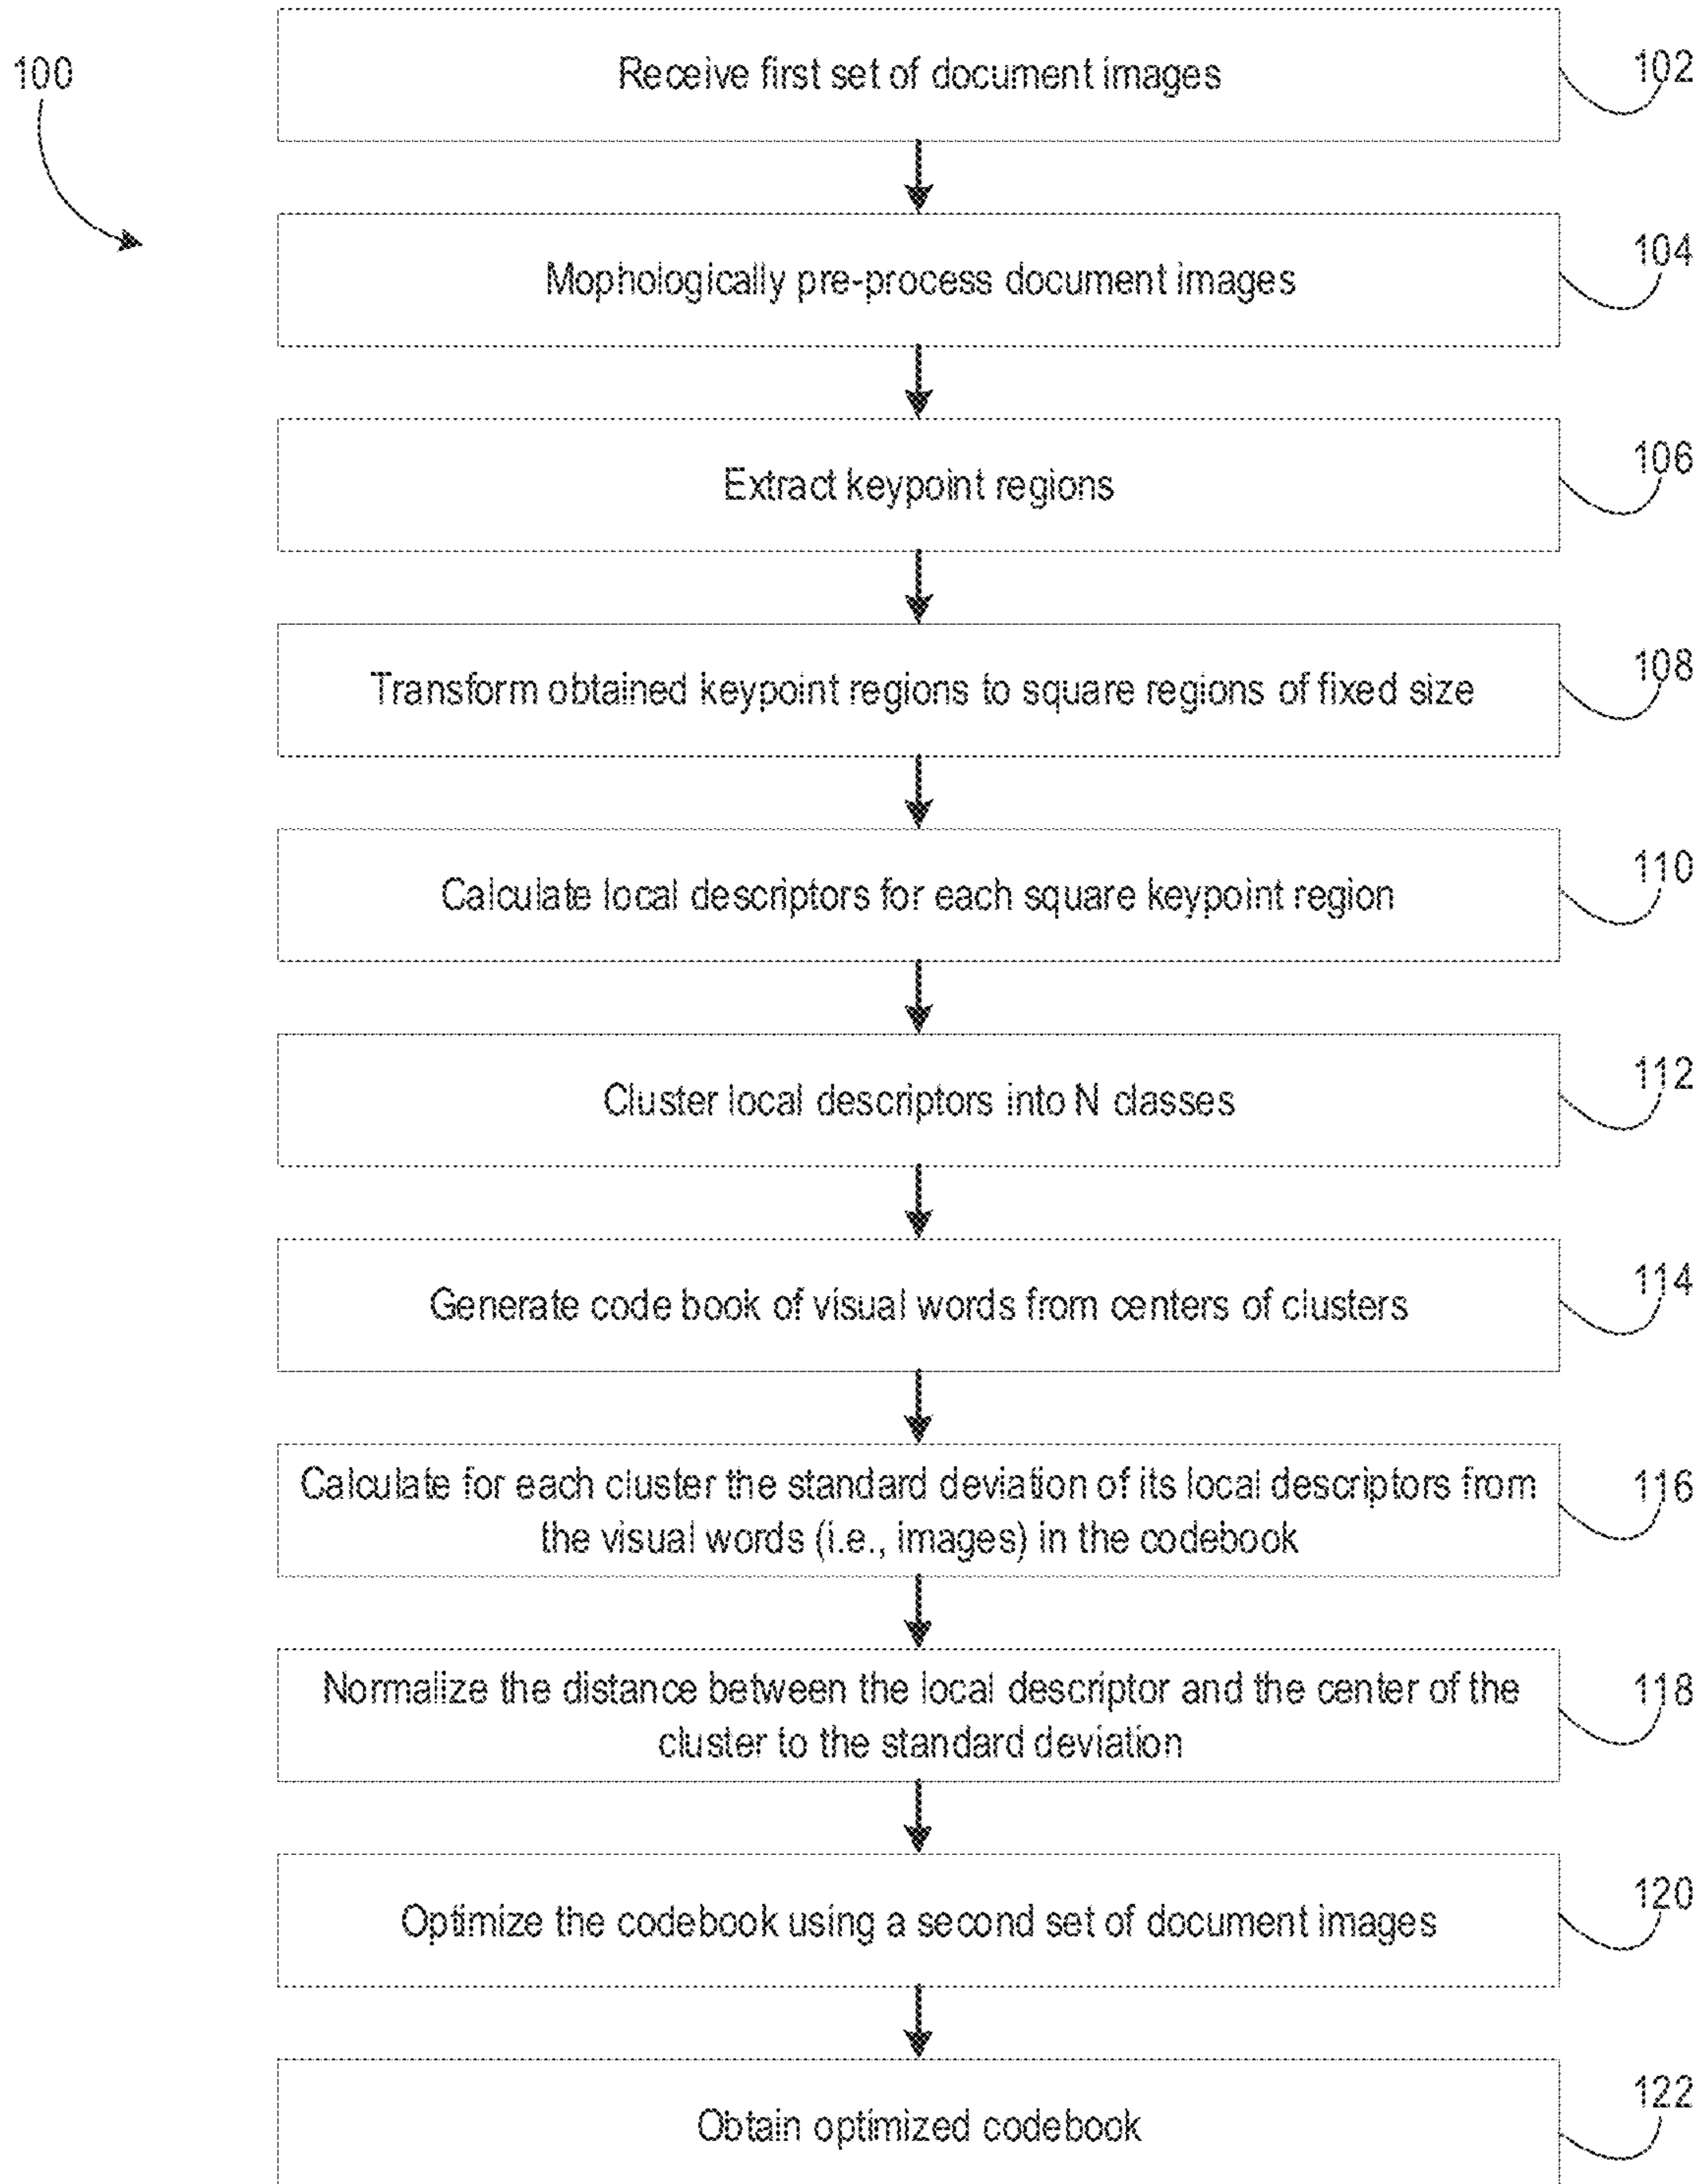 100
Receive first set of document images
102
Mophologically pre-process document images
104
Extract keypoint regions
106
Transform obtained keypoint regions to square regions of fixed size
108
Calculate local descriptors for each square keypoint region
110
Cluster local descriptors into N classes
112
Generate code book of visual words from centers of clusters
114
Calculate for each cluster the standard deviation of its local descriptors from
the visual words (i.e., images) in the codebook
116
Normalize the distance between the local descriptor and the center of the
cluster to the standard deviation
118
Optimize the codebook using a second set of document images
120
Obtain optimized codebook
122